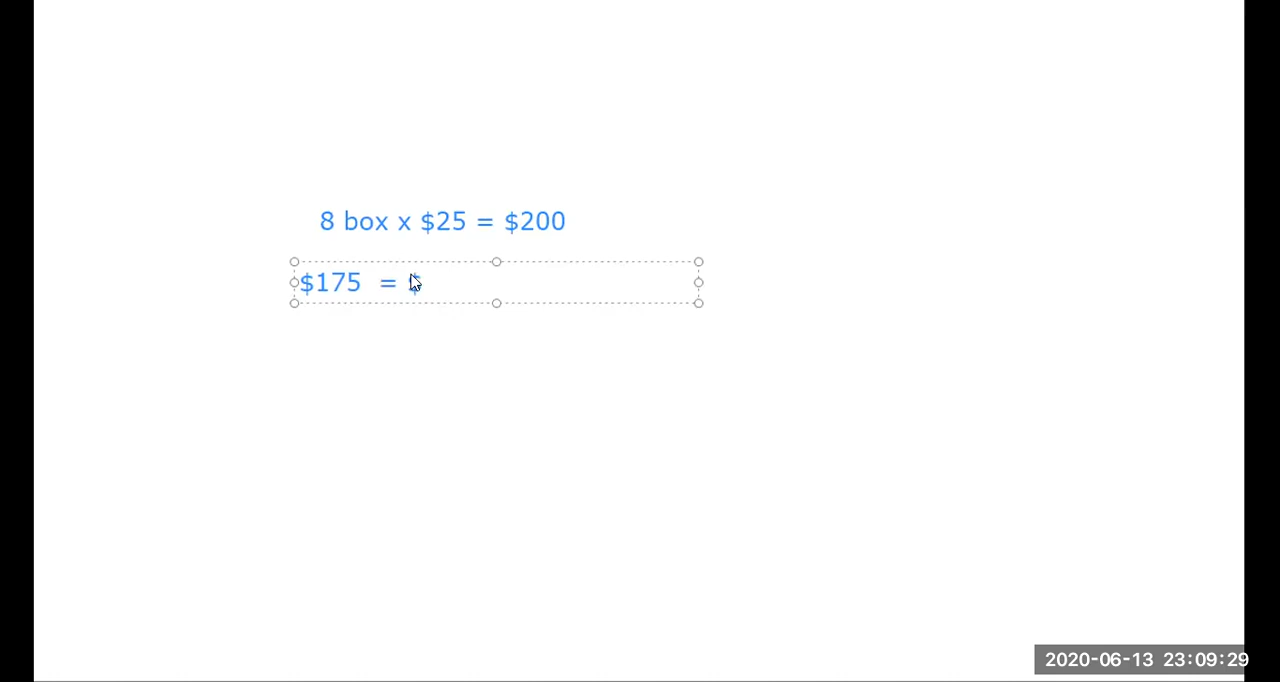 8 box x $25 = $200
$175 = $
2020-06-13 23:09:29